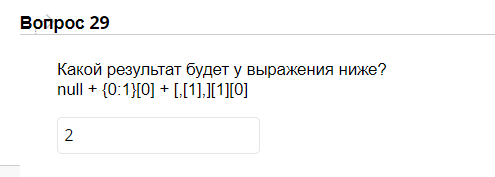 Вопрос 29
Какой результат будет у выражения ниже?
null + {0:1}[0] + [,[1],][1][0]
2